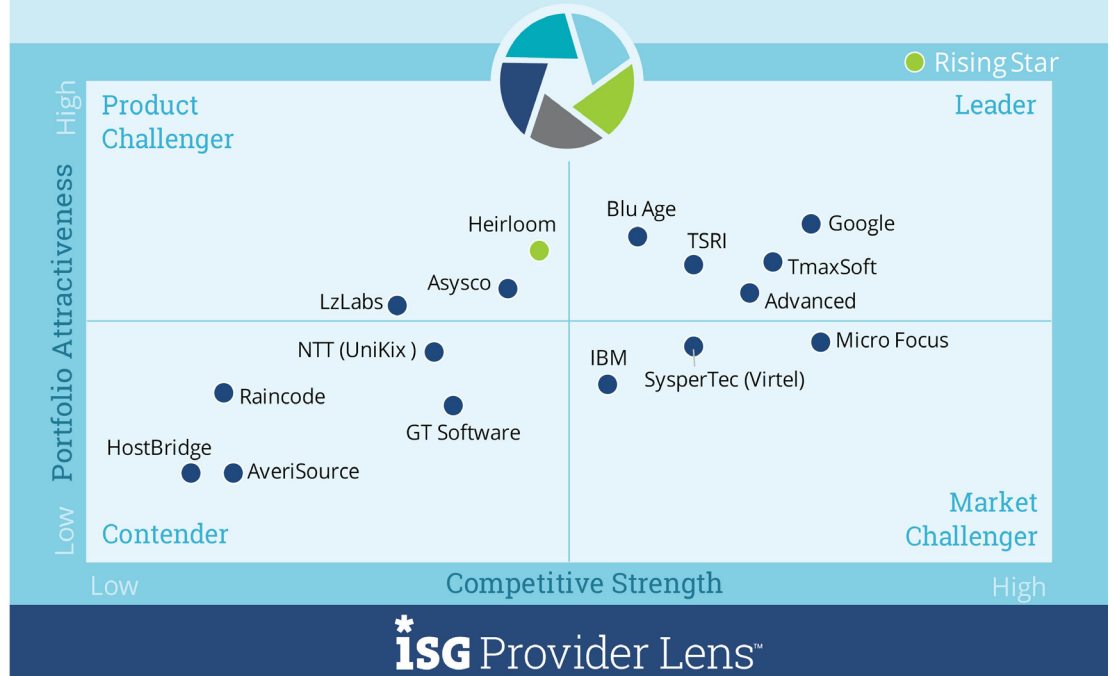 Rising Star
High
Product
Challenger
Leader
Portfolio Attractiveness
Blu Age
Heirloom
Google
TSRI
TmaxSoft
Asysco
LzLabs
Advanced
NTT (UniKix )
Micro Focus
IBM
SysperTec (Virtel)
Raincode
GT Software
HostBridge
AveriSource
Low
Contender
Market
Challenger
Low
Competitive Strength
High
*iSG Provider Lens™